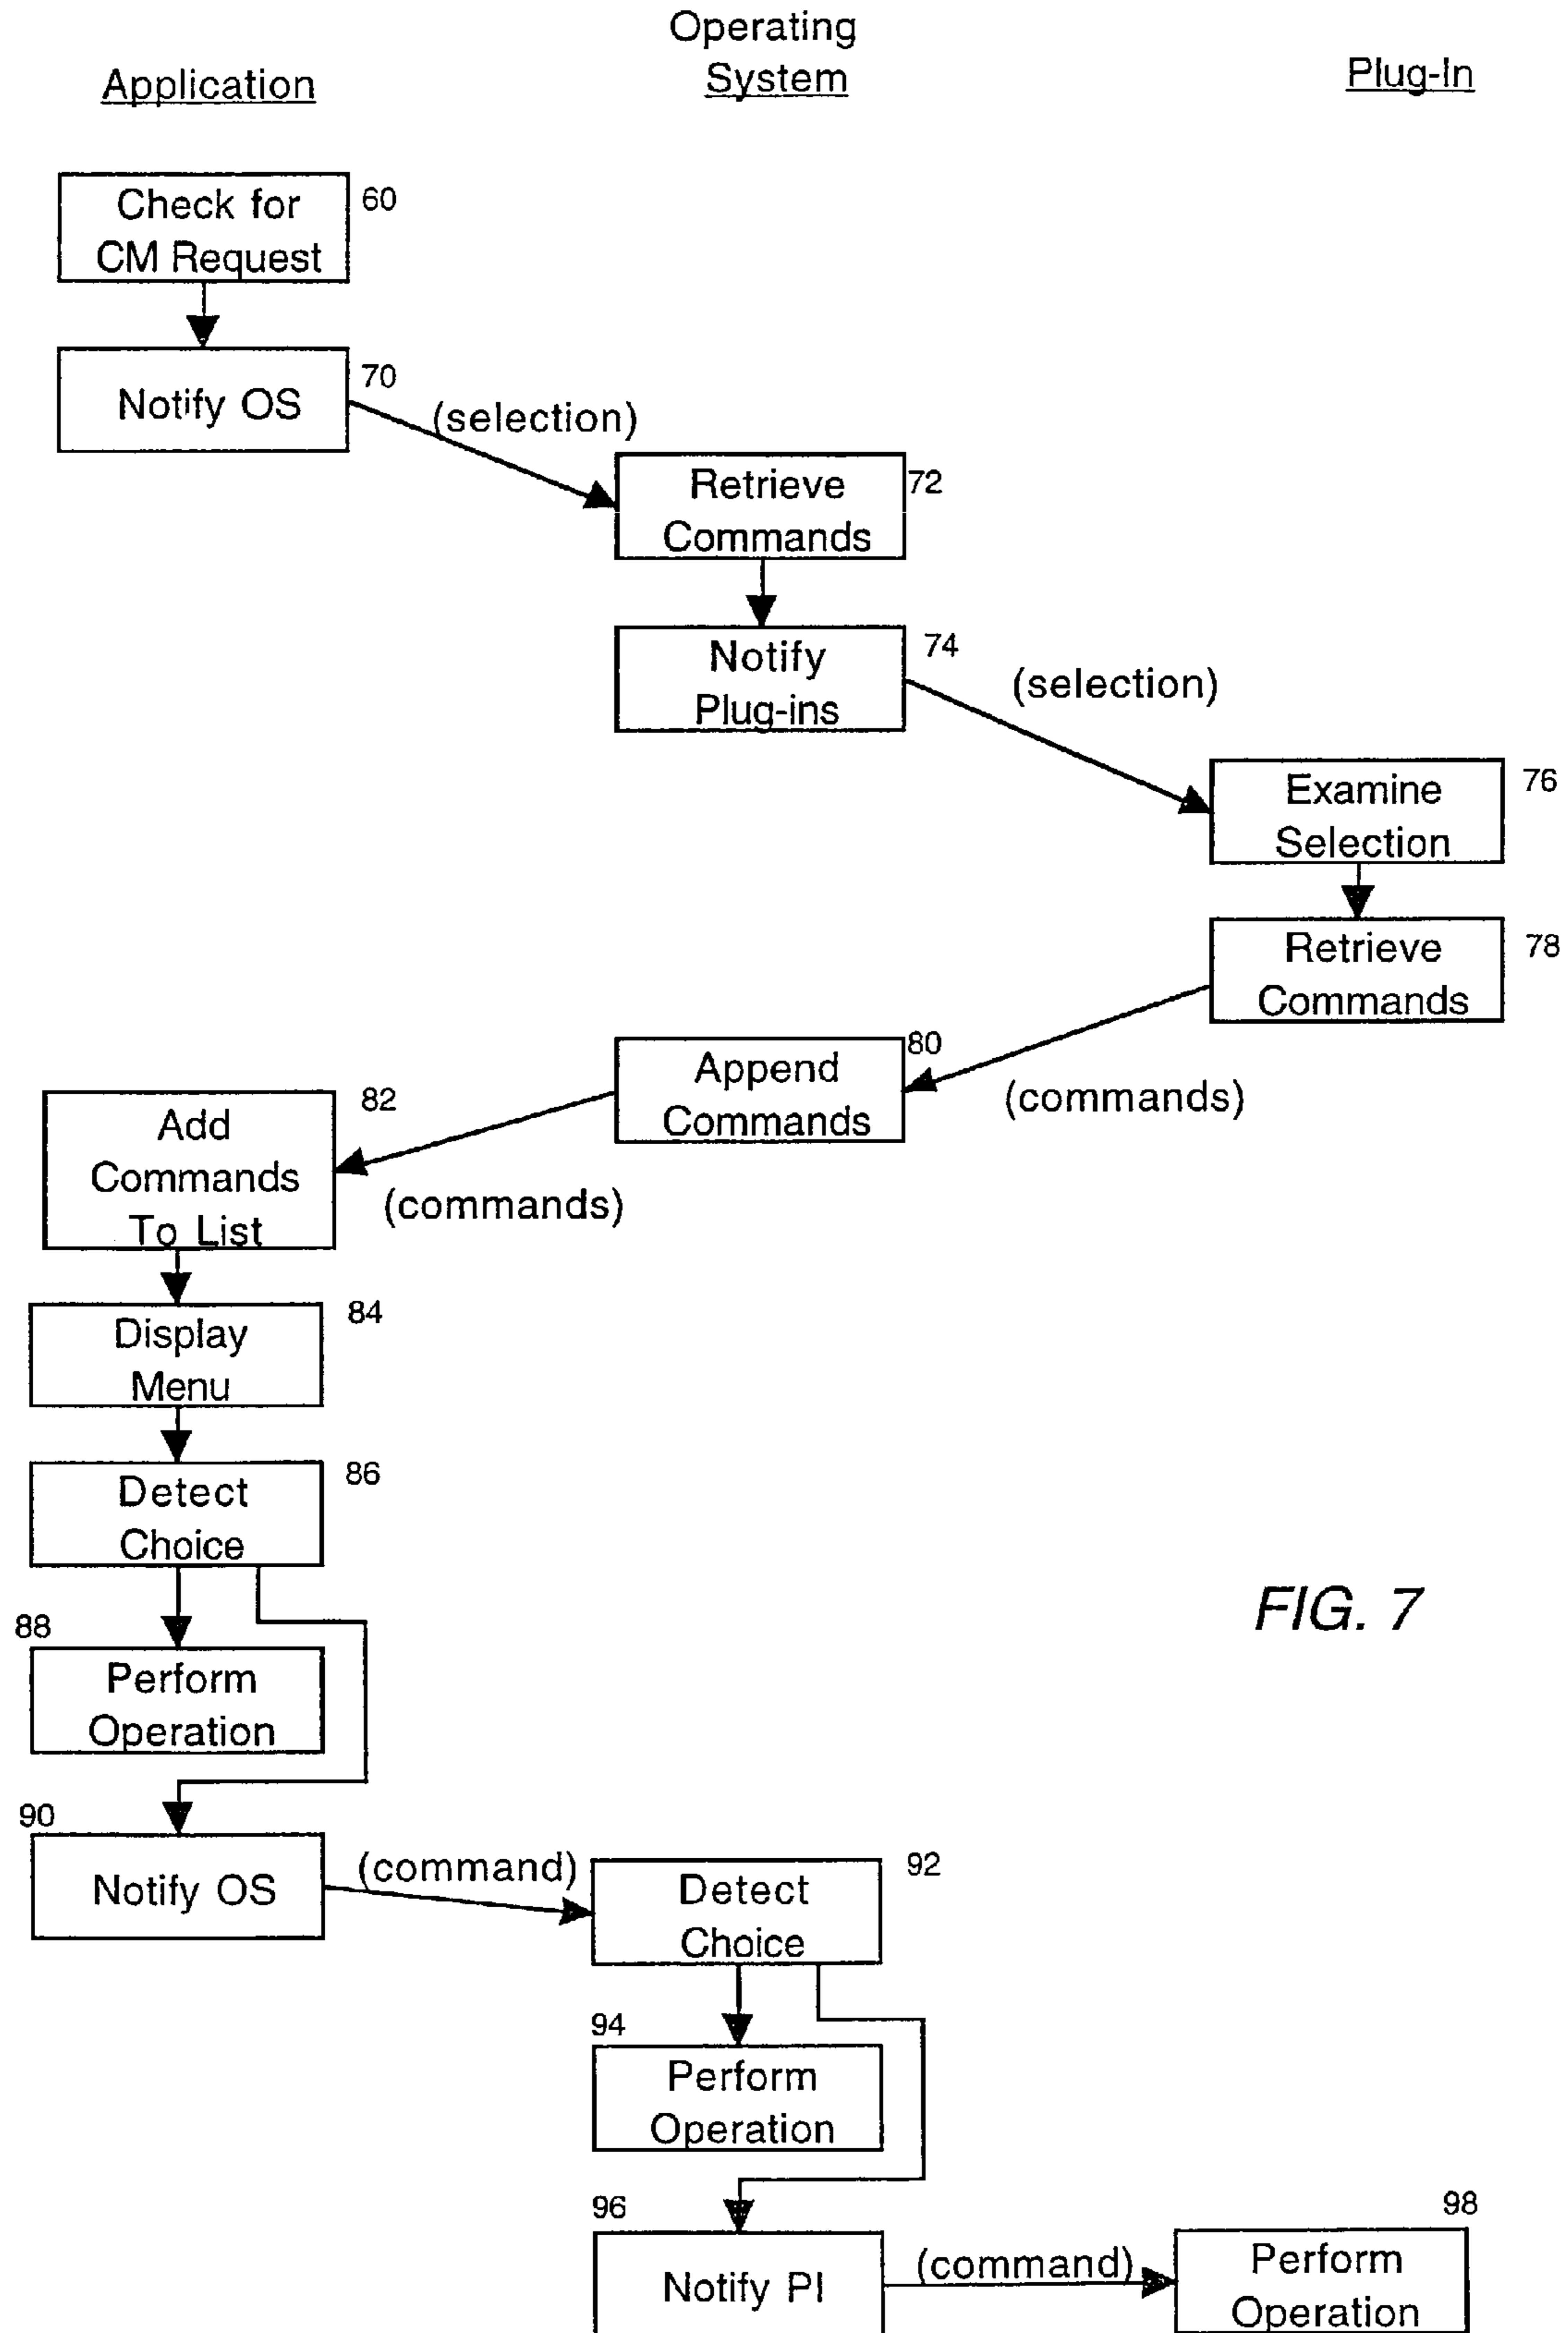 Operating
System
Application
Plug-In
Check for
CM Request
60
Notify OS
70
(selection)
Retrieve
Commands
72
Notify
Plug-ins
74
(selection)
Examine
Selection
76
Retrieve
Commands
78
(commands)
Append
Commands
80
(commands)
Add
Commands
To List
82
Display
Menu
84
Detect
Choice
86
88
Perform
Operation
90
Notify OS
(command)
Detect
Choice
92
94
Perform
Operation
96
Notify PI
(command)
98
Perform
Operation
FIG. 7